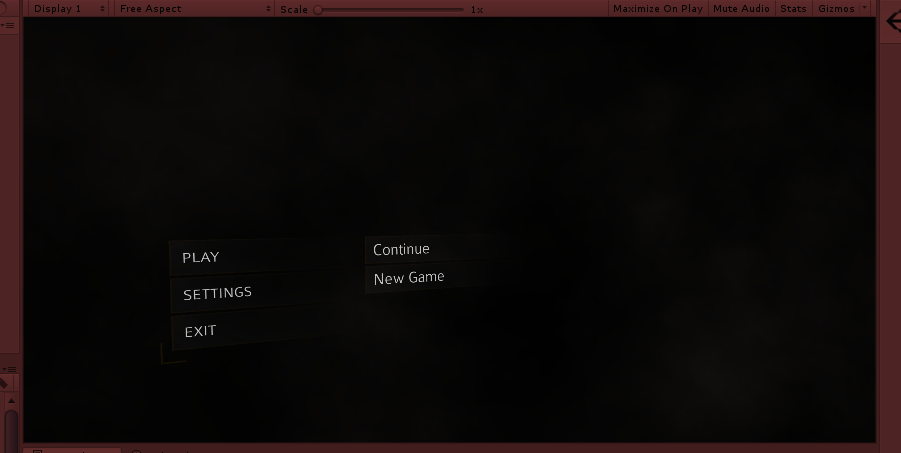 Display 1 Free Aspect Scale 1x Maximize On Play Mute Audio Stats Gizmos
PLAY
SETTINGS
EXIT
Continue
New Game